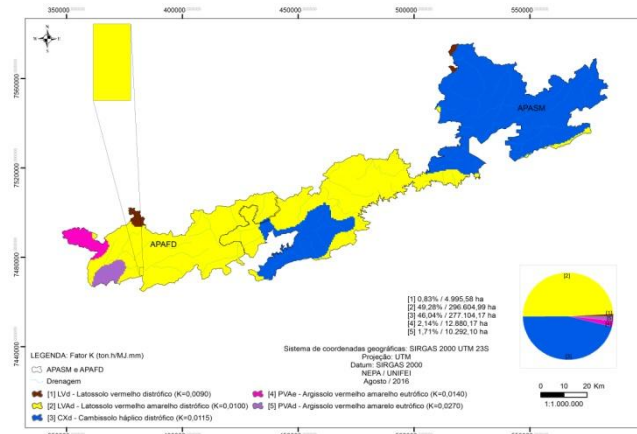 350000 400000 450000 500000 550000
7560000
7520000
7480000
7440000
APASM
APAFD
[1] 0,83% / 4.995,58 ha
[2] 49,28% / 296.604,99 ha
[3] 46,04% / 277.104,17 ha
[4] 2,14% / 12.880,17 ha
[5] 1,71% / 10.292,10 ha
[2]
[1]
[3]
LEGENDA: Fator K (ton.h/MJ.mm)
APASM e APAFD
Drenagem
[1] LVd - Latossolo vermelho distrófico (K=0,0090)
[2] LVAd - Latossolo vermelho amarelo distrófico (K=0,0100)
[3] CXd - Cambissolo háplico distrófico (K=0,0115)
[4] PVAe - Argissolo vermelho amarelo eutrófico (K=0,0140)
[5] PVAd - Argissolo vermelo amarelo eutrófico (K=0,0270)
Sistema de coordenadas geográficas: SIRGAS 2000 UTM 23S
Projeção: UTM
Datum: SIRGAS 2000
NEPA / UNIFEI
Agosto / 2016
0 10 20 Km
1:1.000.000